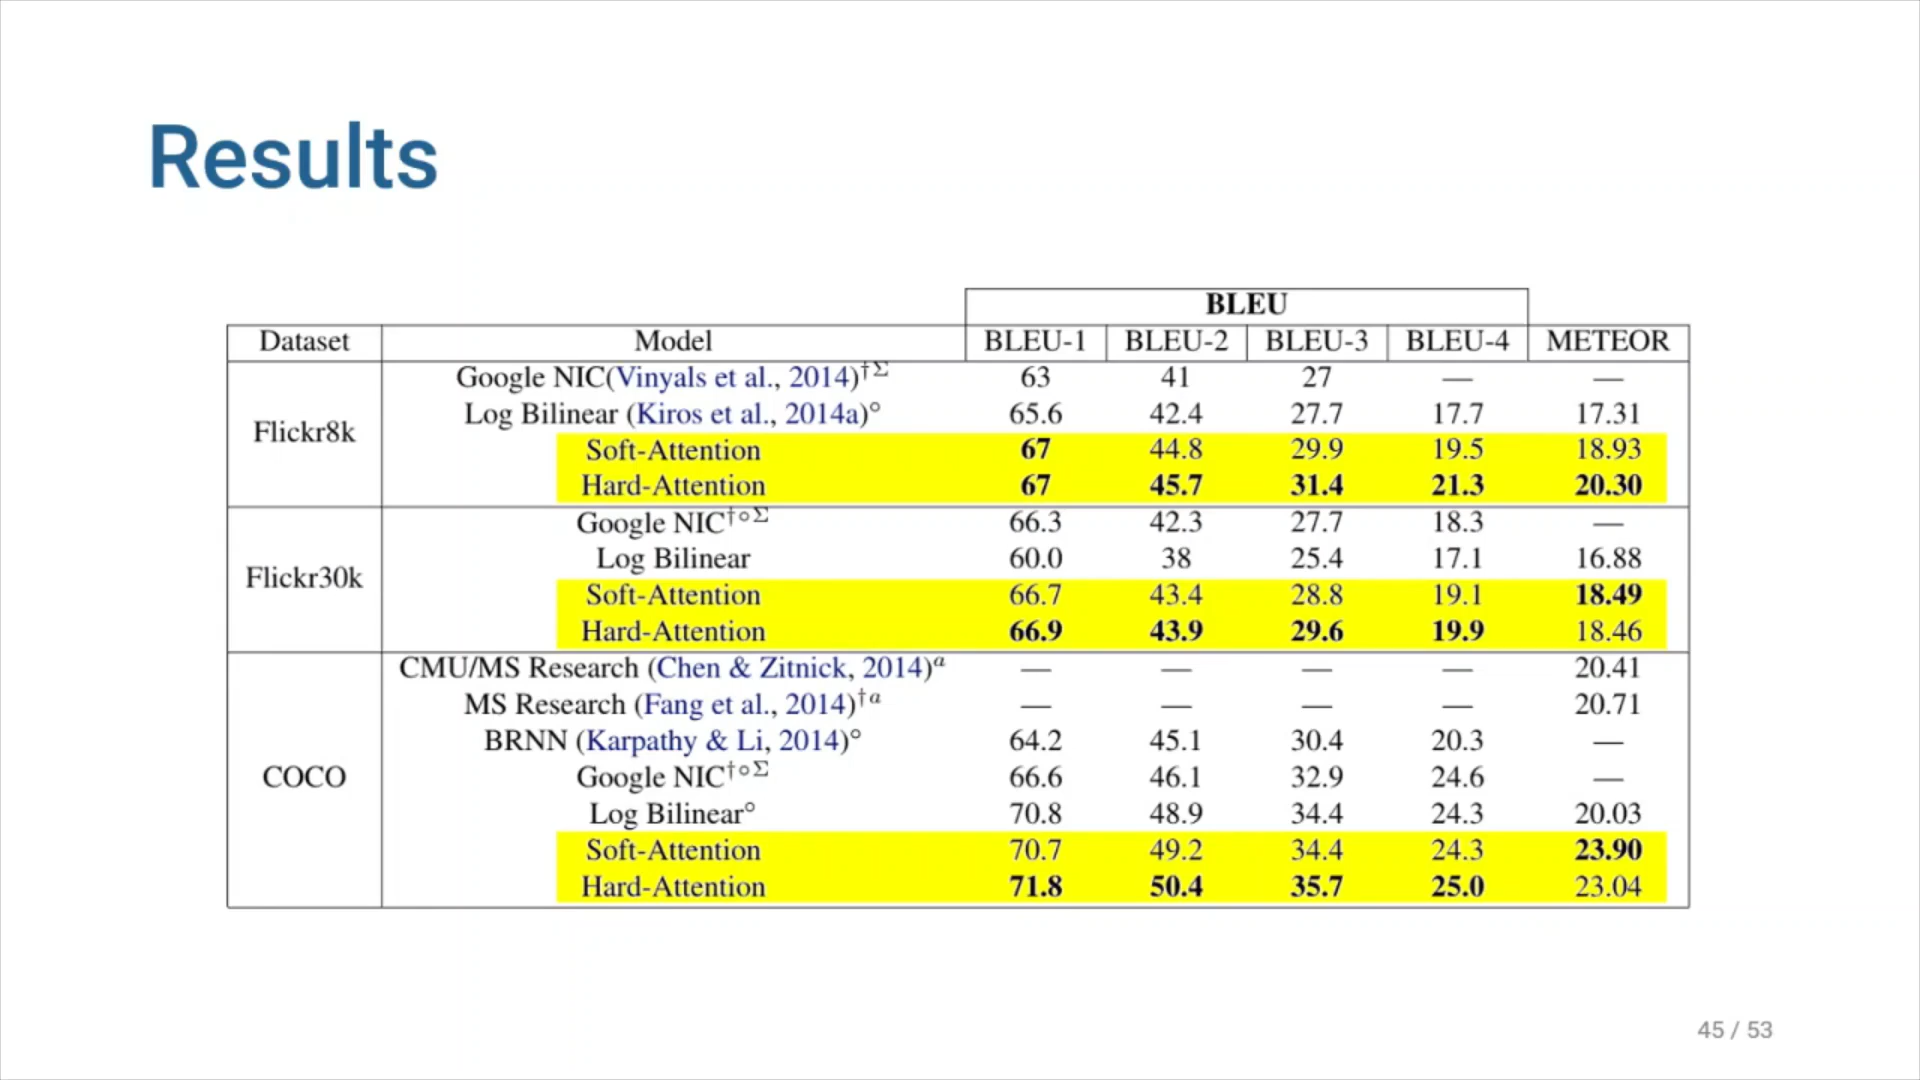 Results
BLEU
Dataset Model BLEU-1 BLEU-2 BLEU-3 BLEU-4 METEOR
Flickr8k
Google NIC(Vinyals et al., 2014)†Σ 63 41 27 — —
Log Bilinear (Kiros et al., 2014a)° 65.6 42.4 27.7 17.7 17.31
Soft-Attention 67 44.8 29.9 19.5 18.93
Hard-Attention 67 45.7 31.4 21.3 20.30
Flickr30k
Google NIC†∘Σ 66.3 42.3 27.7 18.3 —
Log Bilinear 60.0 38 25.4 17.1 16.88
Soft-Attention 66.7 43.4 28.8 19.1 18.49
Hard-Attention 66.9 43.9 29.6 19.9 18.46
COCO
CMU/MS Research (Chen & Zitnick, 2014)a — — — — 20.41
MS Research (Fang et al., 2014)†a — — — — 20.71
BRNN (Karpathy & Li, 2014)° 64.2 45.1 30.4 20.3 —
Google NIC†∘Σ 66.6 46.1 32.9 24.6 —
Log Bilinear° 70.8 48.9 34.4 24.3 20.03
Soft-Attention 70.7 49.2 34.4 24.3 23.90
Hard-Attention 71.8 50.4 35.7 25.0 23.04
45 / 53